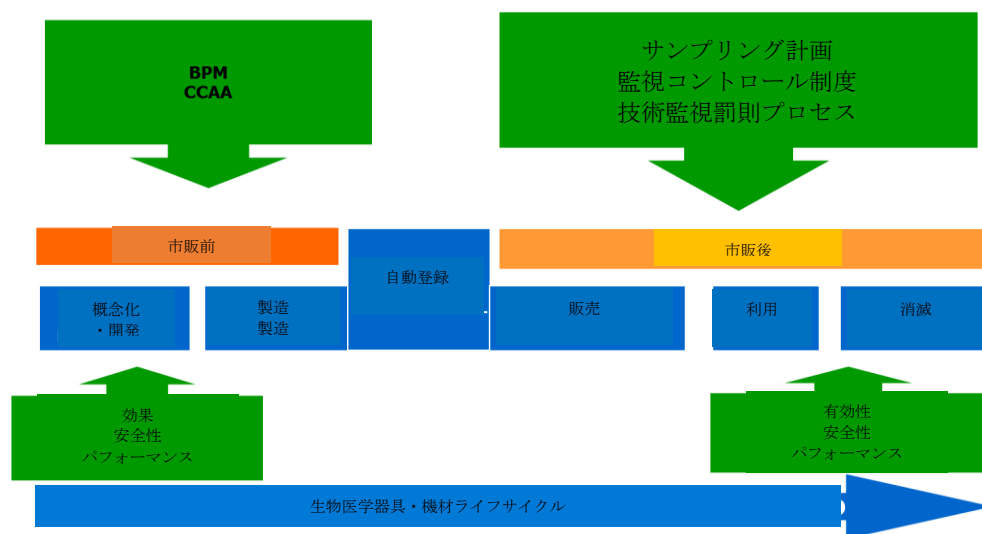 BPM
CCAA
サンプリング計画
監視コントロール制度
技術監視罰則プロセス
市販前
自動登録
市販後
概念化
・開発
製造
製造
販売
利用
消滅
効果
安全性
パフォーマンス
有効性
安全性
パフォーマンス
生物医学器具・機材ライフサイクル